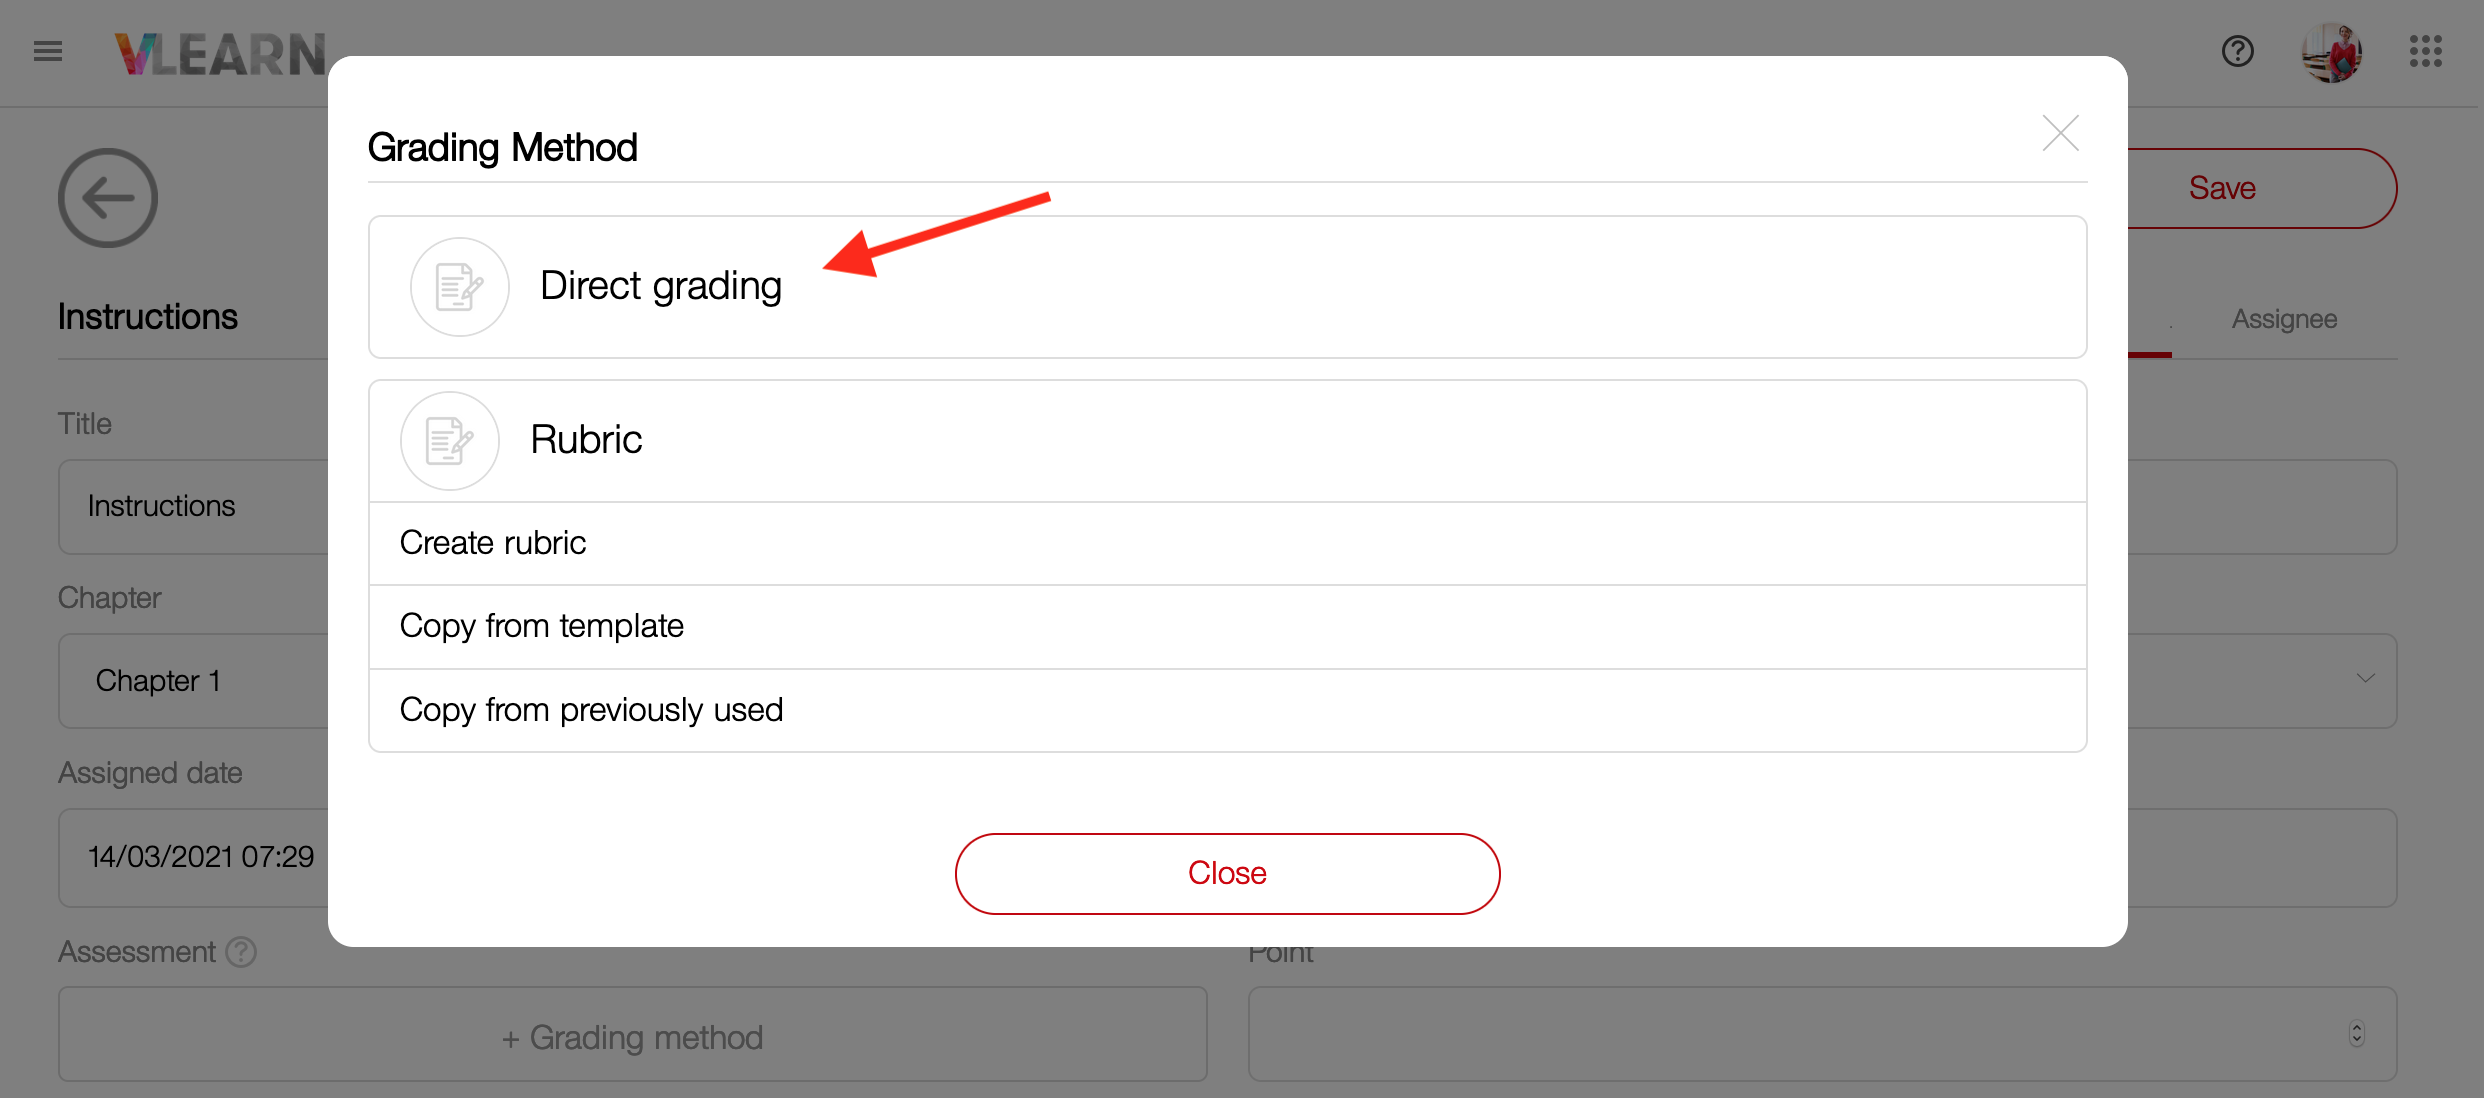 VLEARN
Grading Method
Save
Direct grading
Instructions
Assignee
Rubric
Title
Instructions
Create rubric
Chapter
Copy from template
Chapter 1
Copy from previously used
Assigned date
14/03/2021 07:29
Close
Assessment ?
Point
+ Grading method